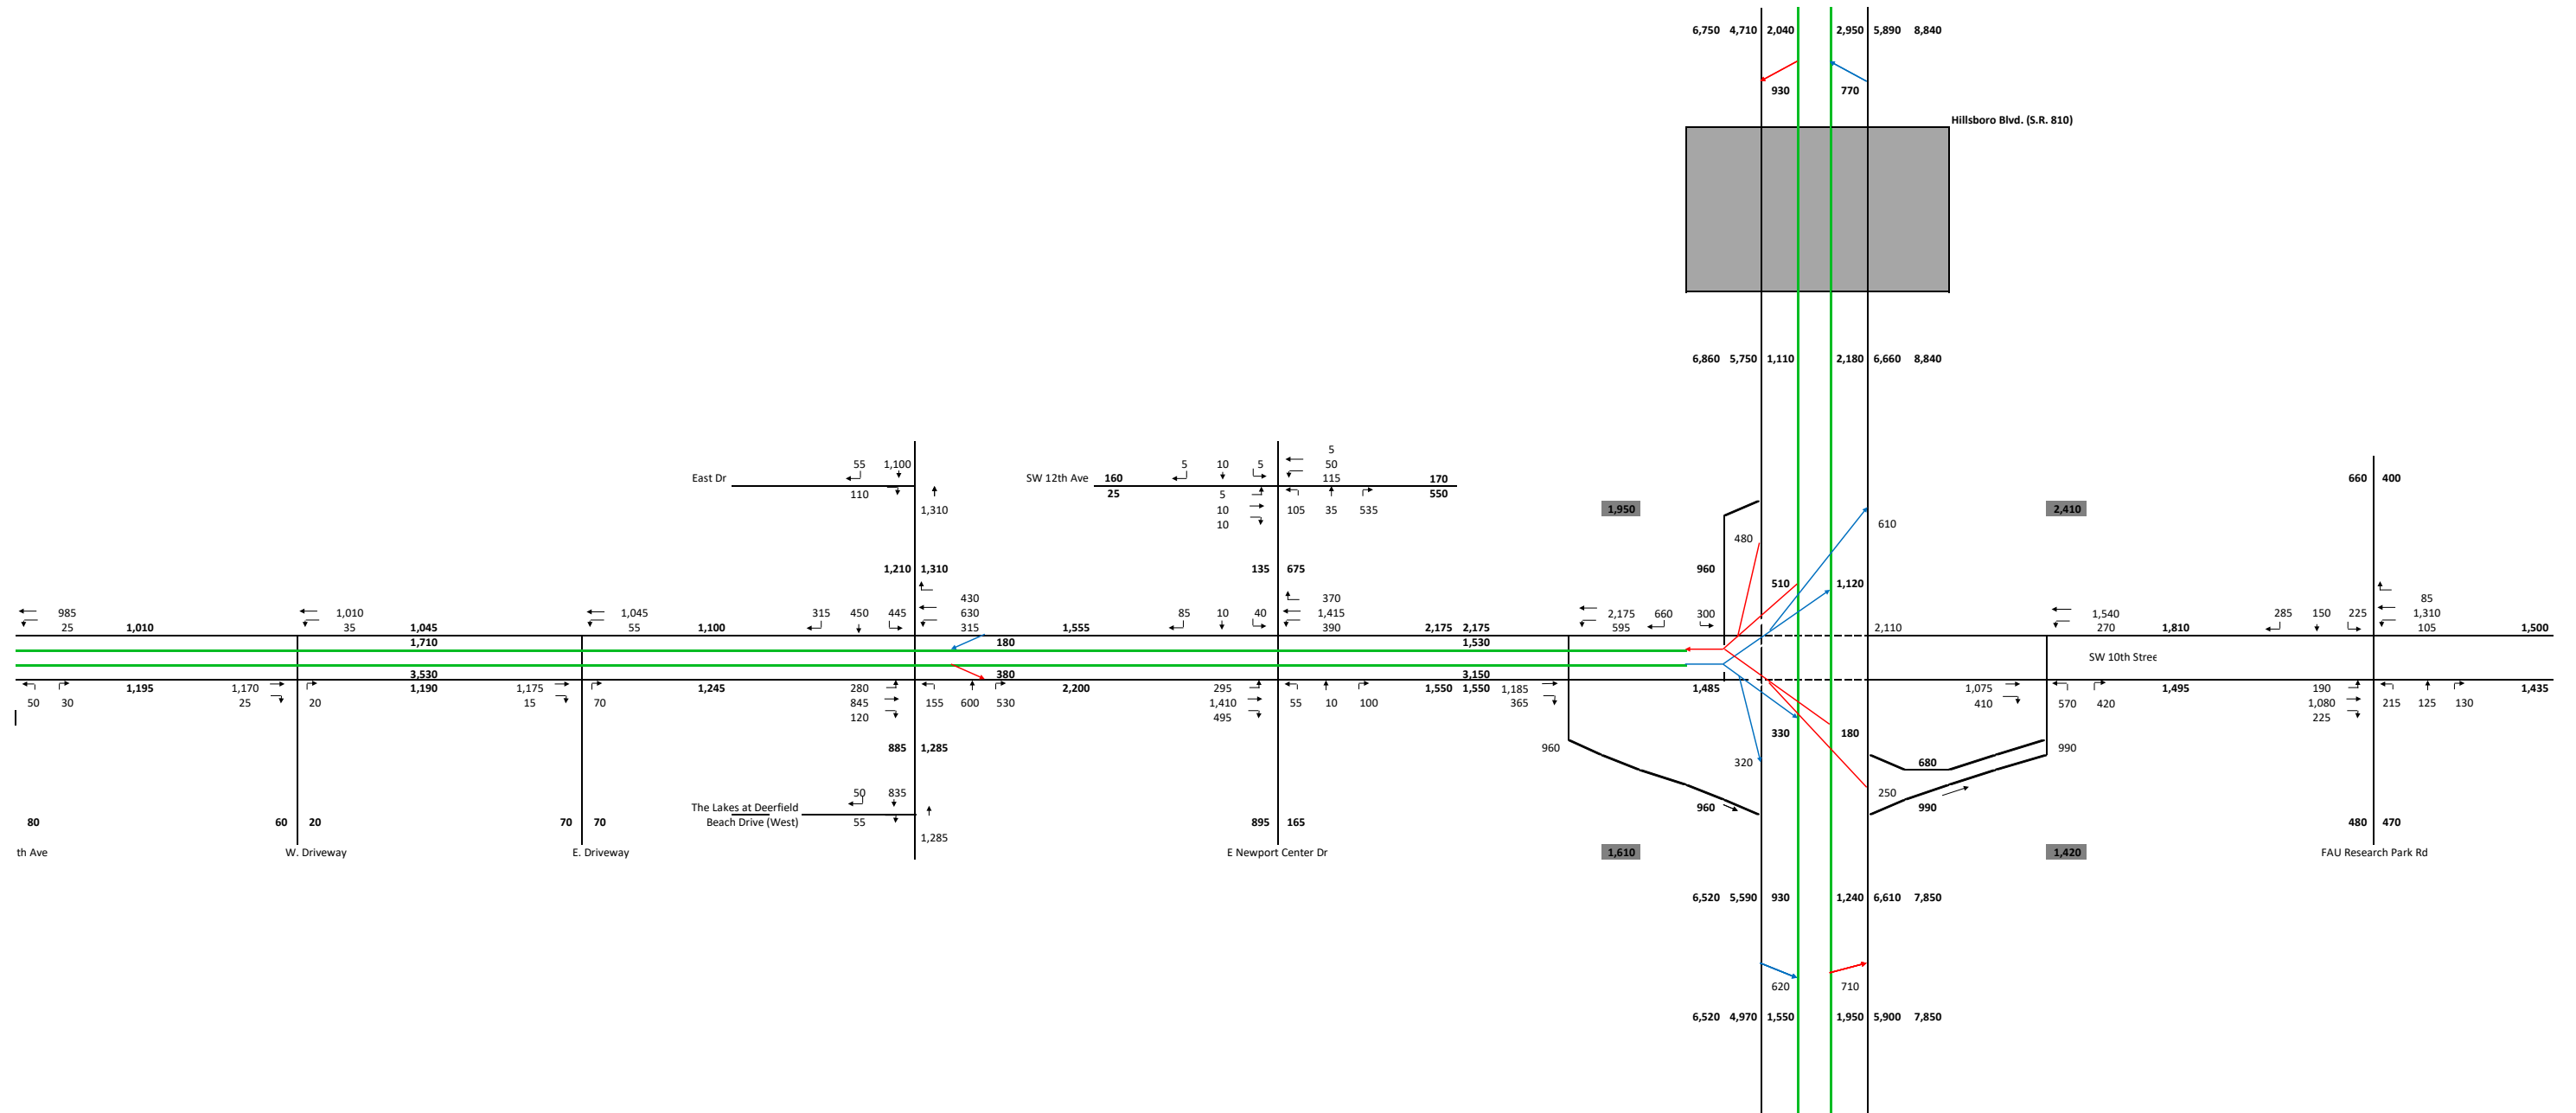 6,750 4,710 2,040 2,950 5,890 8,840
930 770
Hillsboro Blvd. (S.R. 810)
6,860 5,750 1,110 2,180 6,660 8,840
5
55 1,100 5 10 5 50
East Dr SW 12th Ave 160 115 170 660 400
110 25 5 550
1,310 10 105 35 535 1,950 2,410
10
610
480
1,210 1,310 135 675 960
510 1,120
430 370 85
985 1,010 1,045 315 450 445 630 85 10 40 1,415 2,175 660 300 1,540 285 150 225 1,310
25 1,010 35 1,045 55 1,100 315 1,555 390 2,175 2,175 595 2,110 270 1,810 105 1,500
1,710 180 1,530
SW 10th Stree
3,530 380 3,150
1,195 1,170 1,190 1,175 1,245 280 2,200 295 1,550 1,550 1,185 1,485 1,075 1,495 190 1,435
50 30 25 20 15 70 845 155 600 530 1,410 55 10 100 365 410 570 420 1,080 215 125 130
120 495 225
330 180
885 1,285 960 990
320 680
50 835 250
The Lakes at Deerfield 960 990
Beach Drive (West) 55
80 60 20 70 70 895 165 480 470
1,285
th Ave W. Driveway E. Driveway E Newport Center Dr 1,610 1,420 FAU Research Park Rd
6,520 5,590 930 1,240 6,610 7,850
620 710
6,520 4,970 1,550 1,950 5,900 7,850